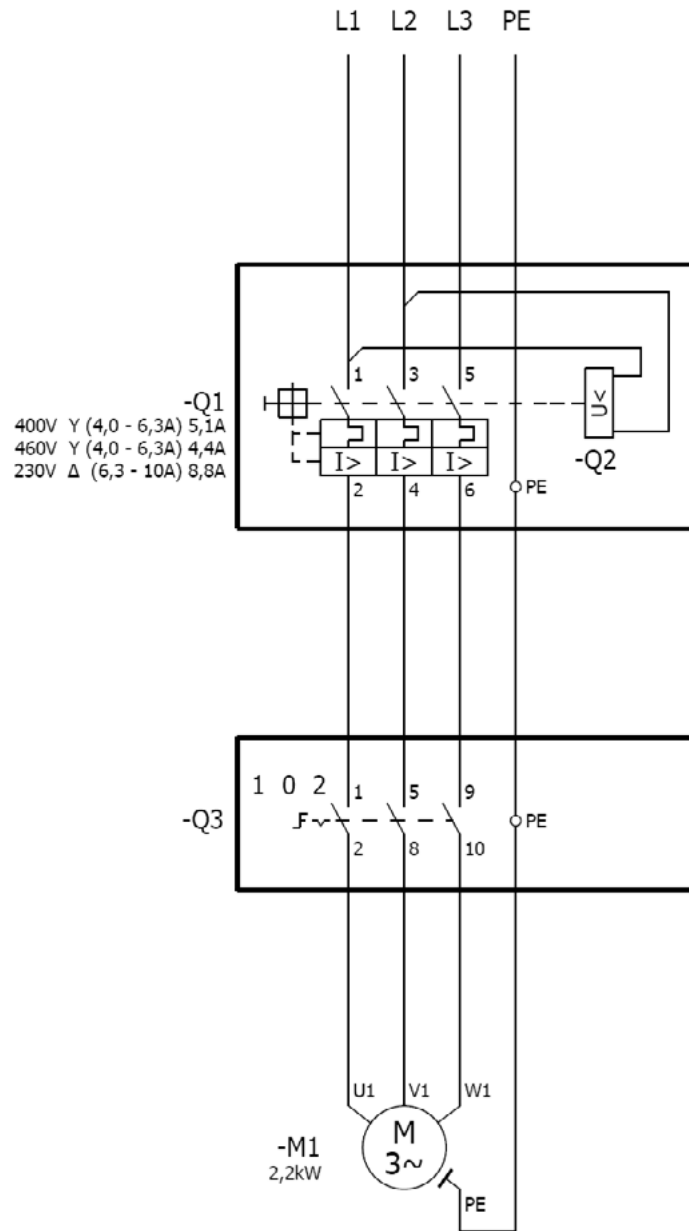 L1 L2 L3 PE
1 3 5
-Q1
400V Y (4,0 - 6,3A) 5,1A
460V Y (4,0 - 6,3A) 4,4A
230V Δ (6,3 - 10A) 8,8A
I> I> I>
2 4 6
U<
-Q2
PE
1 0 2
1 5 9
-Q3
2 8 10
PE
U1 V1 W1
M
3~
-M1
2,2kW
PE